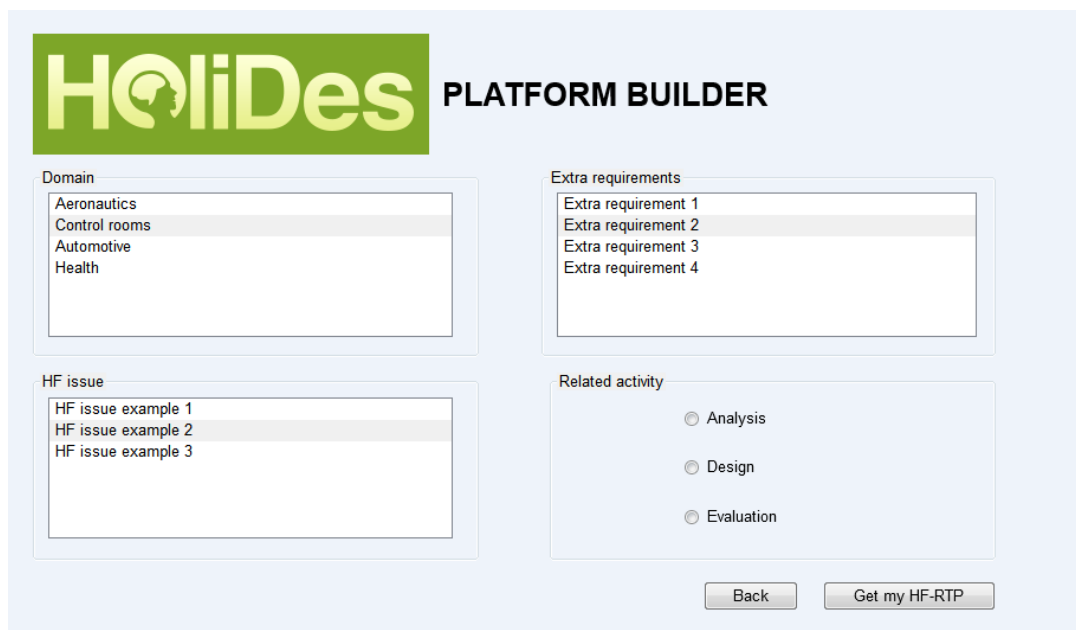 HOliDes PLATFORM BUILDER
Domain
Aeronautics
Control rooms
Automotive
Health
Extra requirements
Extra requirement 1
Extra requirement 2
Extra requirement 3
Extra requirement 4
HF issue
HF issue example 1
HF issue example 2
HF issue example 3
Related activity
Analysis
Design
Evaluation
Back Get my HF-RTP